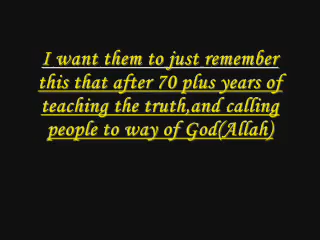 I want them to just remember
this that after 70 plus years of
teaching the truth,and calling
people to way of God(Allah)